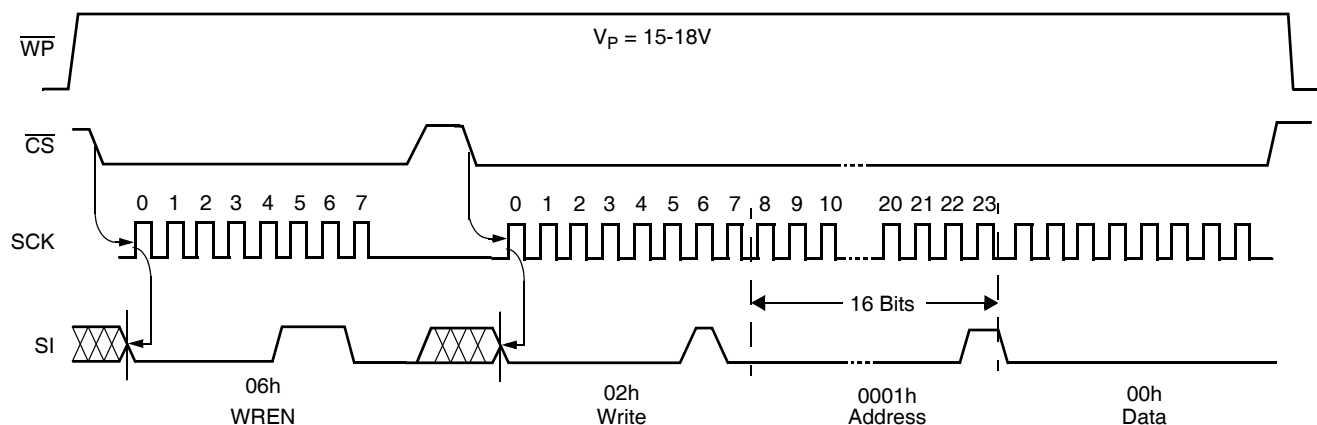 WP
V_P = 15-18V
CS
0 1 2 3 4 5 6 7
0 1 2 3 4 5 6 7 8 9 10 20 21 22 23
SCK
16 Bits
SI
06h
WREN
02h
Write
0001h
Address
00h
Data